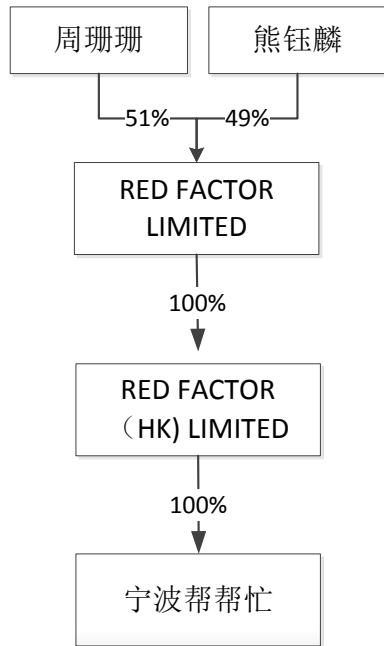 周珊珊
熊钰麟
51%
49%
RED FACTOR
LIMITED
100%
RED FACTOR
（HK) LIMITED
100%
宁波帮帮忙